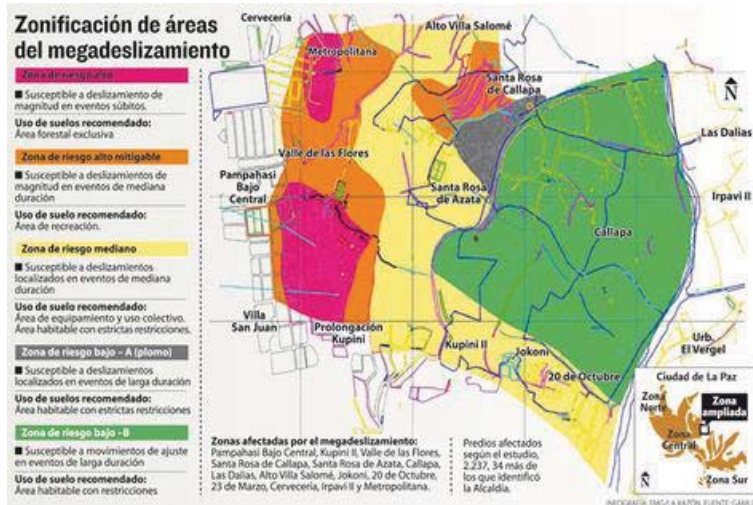 Zonificación de áreas
del megadeslizamiento
Zona de riesgo alto
■ Susceptible a deslizamiento de
magnitud en eventos súbitos.
Uso de suelos recomendado:
Área forestal exclusiva
Zona de riesgo alto mitigable
■ Susceptible a deslizamientos de
magnitud en eventos de mediana
duración
Uso de suelo recomendado:
Área de recreación.
Zona de riesgo mediano
■ Susceptible a deslizamientos
localizados en eventos de mediana
duración
Uso de suelo recomendado:
Área de equipamiento y uso colectivo.
Área habitable con estrictas restricciones.
Zona de riesgo bajo - A (plomo)
■ Susceptible a deslizamientos
localizados en eventos de larga duración
Uso de suelos recomendado:
Área habitable con estrictas restricciones
Zona de riesgo bajo -B
■ Susceptible a movimientos de ajuste
en eventos de larga duración
Uso de suelo recomendado:
Área habitable con restricciones
Cervecería
Alto Villa Salomé
Metropolitana
Santa Rosa
de Callapa
N
Las Dalias
Valle de las Flores
Pampahasi
Bajo
Central
Santa Rosa
de Azata
Irpavi II
Callapa
Villa
San Juan
Prolongación
Kupini
Kupini II
Jokoni
20 de Octubre
Urb.
El Vergel
Ciudad de La Paz
Zona
Norte
Zona
ampliada
Zona
Central
N
Zona Sur
Zonas afectadas por el megadeslizamiento:
Pampahasi Bajo Central, Kupini II, Valle de las Flores,
Santa Rosa de Callapa, Santa Rosa de Azata, Callapa,
Las Dalias, Alto Villa Salomé, Jokoni, 20 de Octubre,
23 de Marzo, Cervecería, Irpavi II y Metropolitana.
Predios afectados
según el estudio,
2.237, 34 más de
los que identificó
la Alcaldía.